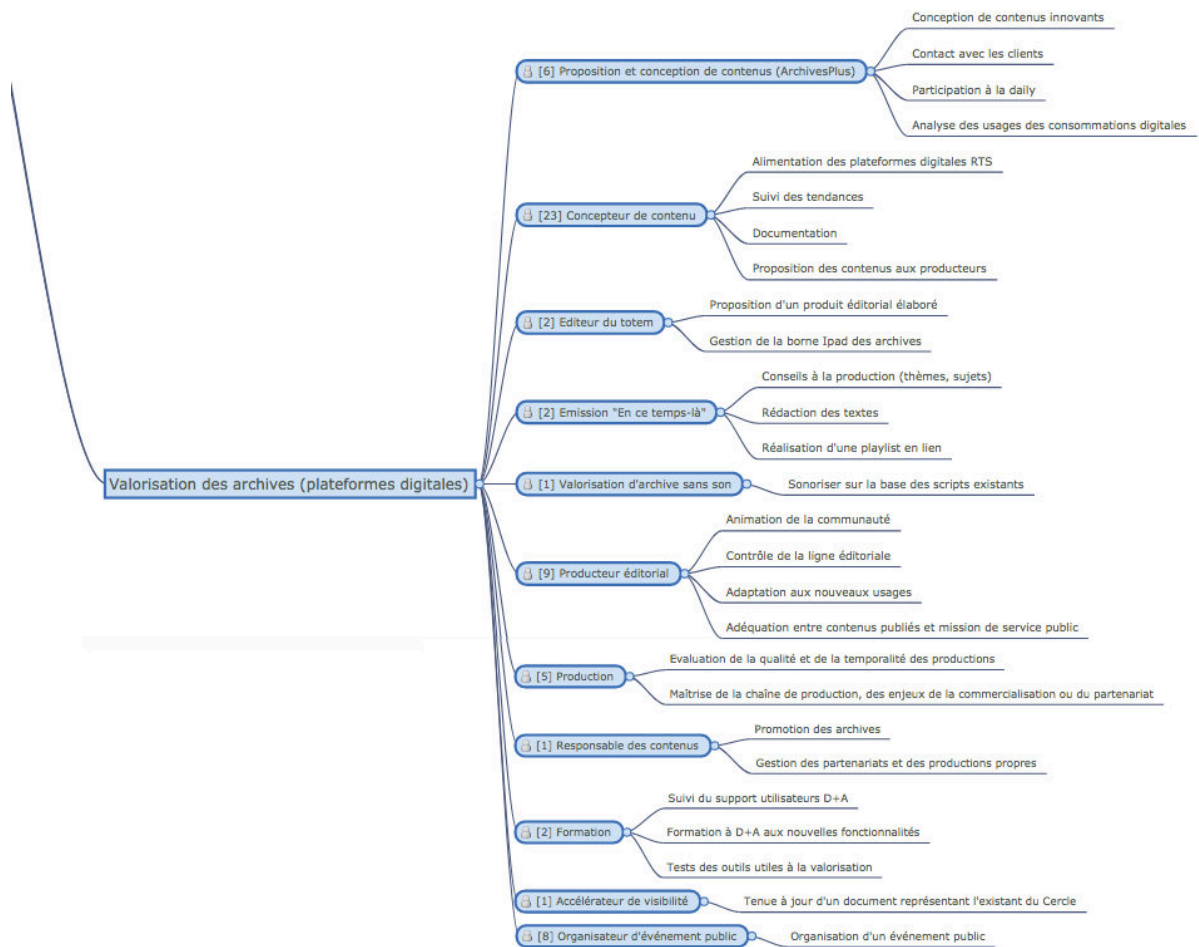 Valorisation des archives (plateformes digitales)
[6] Proposition et conception de contenus (ArchivesPlus)
Conception de contenus innovants
Contact avec les clients
Participation à la daily
Analyse des usages des consommations digitales
[23] Concepteur de contenu
Alimentation des plateformes digitales RTS
Suivi des tendances
Documentation
Proposition des contenus aux producteurs
[2] Editeur du totem
Proposition d'un produit éditorial élaboré
Gestion de la borne Ipad des archives
[2] Emission "En ce temps-là"
Conseils à la production (thèmes, sujets)
Rédaction des textes
Réalisation d'une playlist en lien
[1] Valorisation d'archive sans son
Sonoriser sur la base des scripts existants
[9] Producteur éditorial
Animation de la communauté
Contrôle de la ligne éditoriale
Adaptation aux nouveaux usages
Adéquation entre contenus publiés et mission de service public
[5] Production
Evaluation de la qualité et de la temporalité des productions
Maîtrise de la chaîne de production, des enjeux de la commercialisation ou du partenariat
[1] Responsable des contenus
Promotion des archives
Gestion des partenariats et des productions propres
[2] Formation
Suivi du support utilisateurs D+A
Formation à D+A aux nouvelles fonctionnalités
Tests des outils utiles à la valorisation
[1] Accélérateur de visibilité
Tenue à jour d'un document représentant l'existant du Cercle
[8] Organisateur d'événement public
Organisation d'un événement public